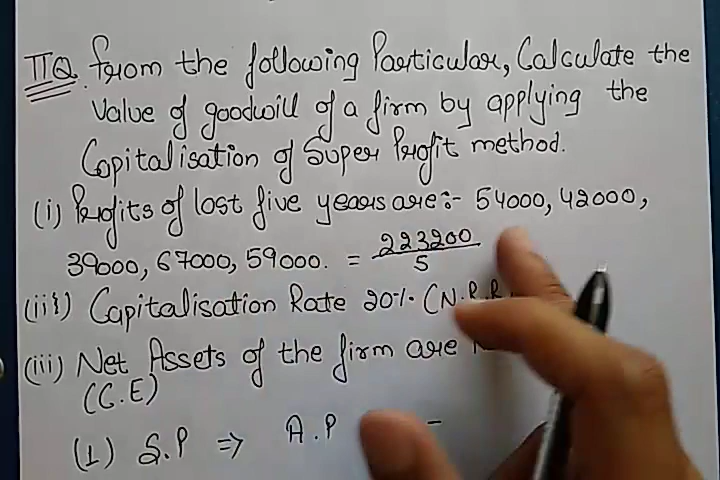 TTQ From the following Particular, Calculate the
Value of goodwill of a firm by applying the
Capitalisation of Super Profit method.
(i) Profits of last five years are:- 54000, 42000,
39000, 67000, 59000. = 223200
5
(ii) Capitalisation Rate 20%. (N.R.R
(iii) Net Assets of the firm are
(C.E)
(1) S.P ⇒ A.P -